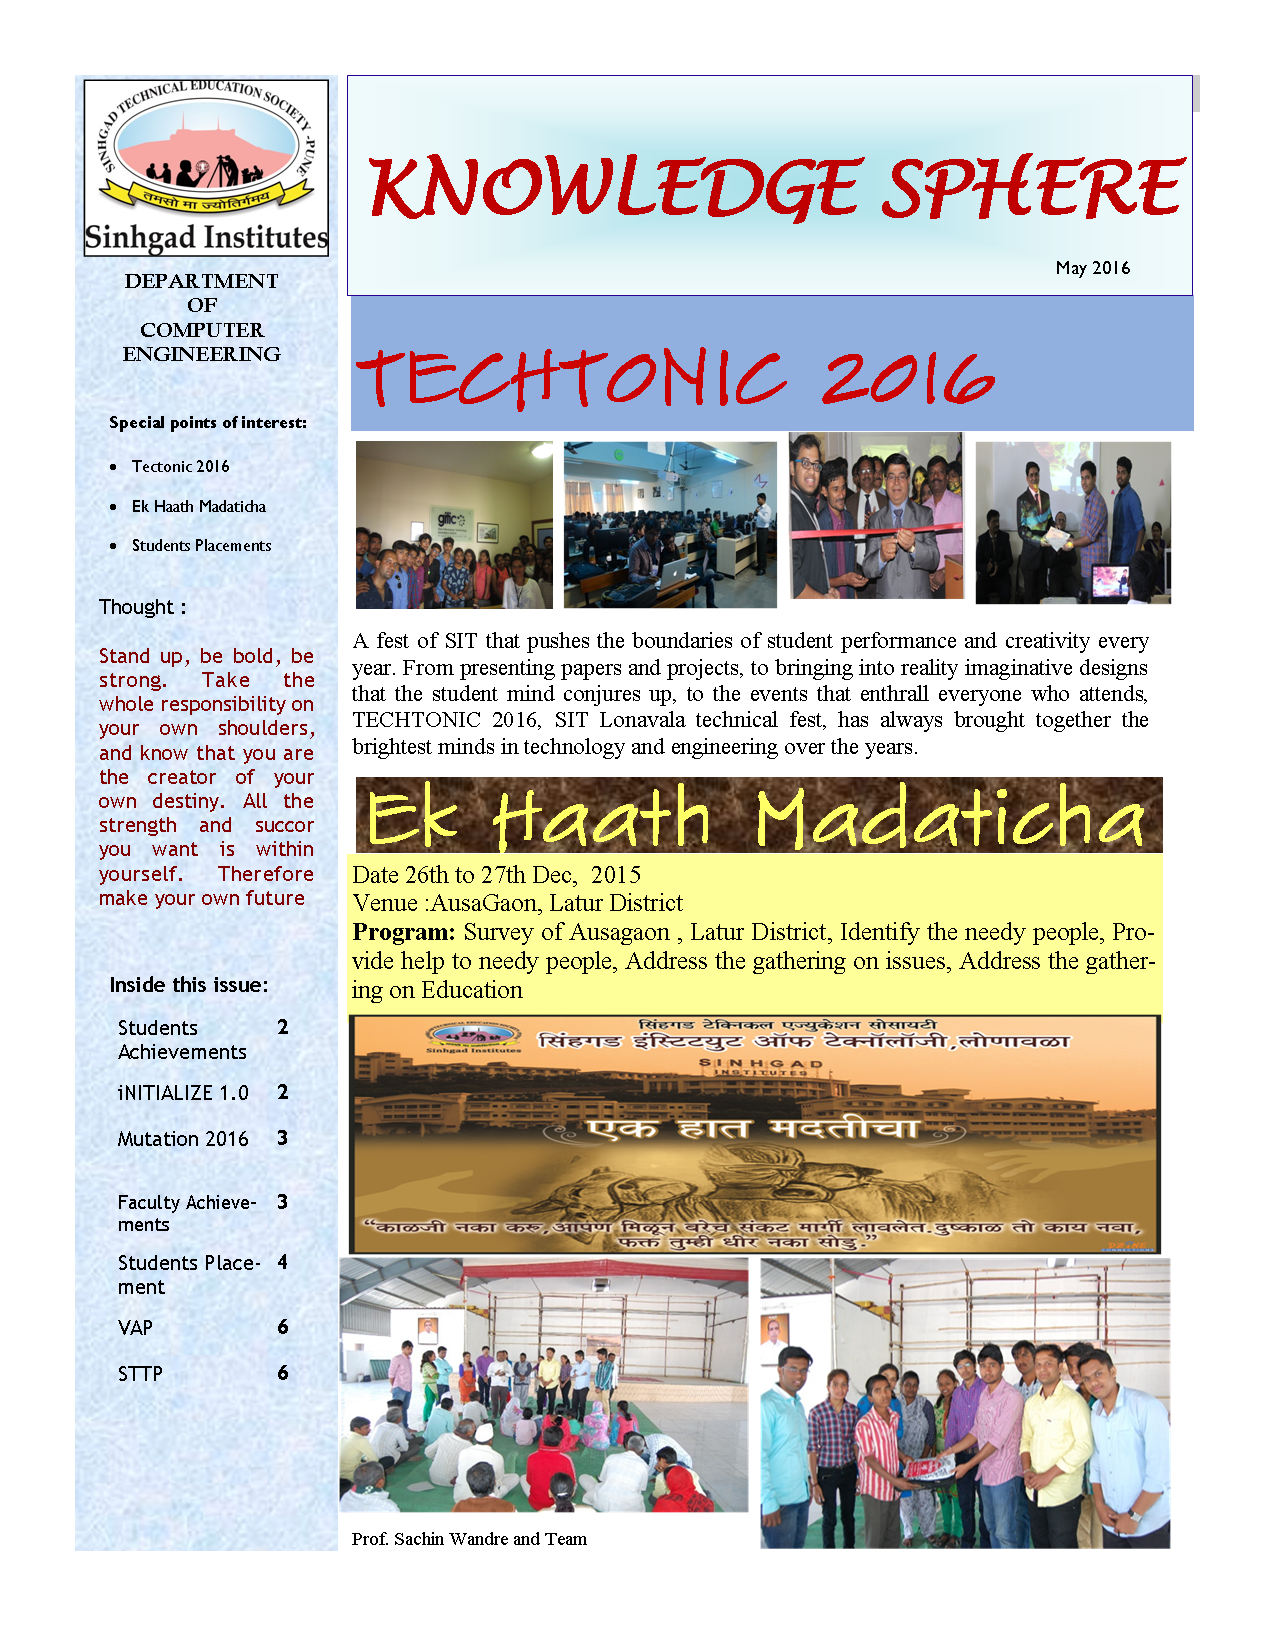 SINHGAD TECHNICAL EDUCATION SOCIETY - PUNE
तमसो मा ज्योतिर्गमय
Sinhgad Institutes
DEPARTMENT
OF
COMPUTER
ENGINEERING
Special points of interest:
• Tectonic 2016
• Ek Haath Madaticha
• Students Placements
Thought :
Stand up, be bold, be
strong. Take the
whole responsibility on
your own shoulders,
and know that you are
the creator of your
own destiny. All the
strength and succor
you want is within
yourself. Therefore
make your own future
Inside this issue:
Students 2
Achievements
iNITIALIZE 1.0 2
Mutation 2016 3
Faculty Achieve- 3
ments
Students Place- 4
ment
VAP 6
STTP 6
KNOWLEDGE SPHERE
May 2016
TECHTONIC 2016
A fest of SIT that pushes the boundaries of student performance and creativity every
year. From presenting papers and projects, to bringing into reality imaginative designs
that the student mind conjures up, to the events that enthrall everyone who attends,
TECHTONIC 2016, SIT Lonavala technical fest, has always brought together the
brightest minds in technology and engineering over the years.
Ek Haath Madaticha
Date 26th to 27th Dec, 2015
Venue :AusaGaon, Latur District
Program: Survey of Ausagaon , Latur District, Identify the needy people, Pro-
vide help to needy people, Address the gathering on issues, Address the gather-
ing on Education
सिंहगड टेक्निकल एज्युकेशन सोसायटी
सिंहगड इंस्टिटयुट ऑफ टेक्नॉलॉजी,लोणावळा
Sinhgad Institutes
SINHGAD
INSTITUTES
एक हात मदतीचा
“काळजी नका करू,आपण मिळून बरेच संकट मार्गी लावलेत.दुष्काळ तो काय नवा,
फक्त तुम्ही धीर नका सोडु.”
Prof. Sachin Wandre and Team